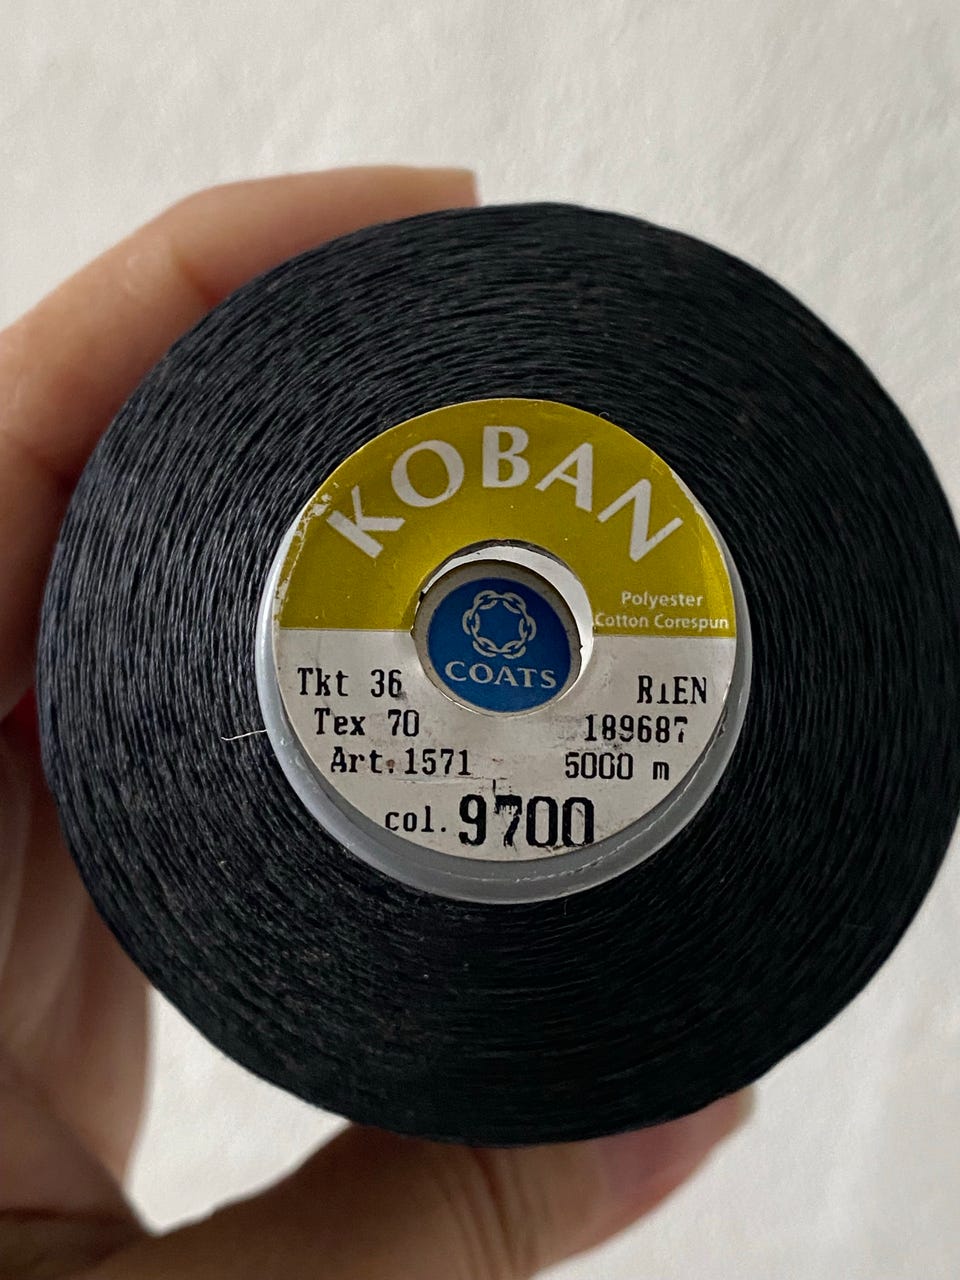 KOBAN
Polyester
Cotton Corespun
COATS
Tkt 36
Tex 70
Art.1571
R1EN
189687
5000 m
col. 9700